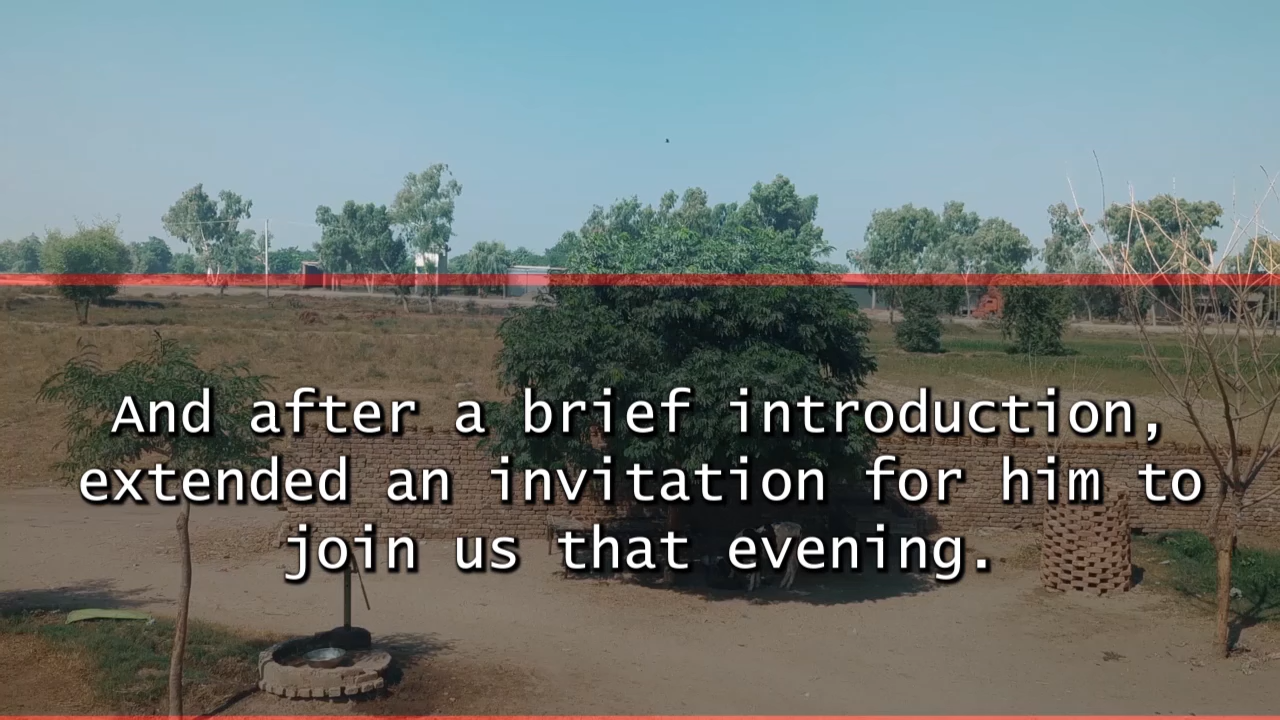 And after a brief introduction,
extended an invitation for him to
join us that evening.